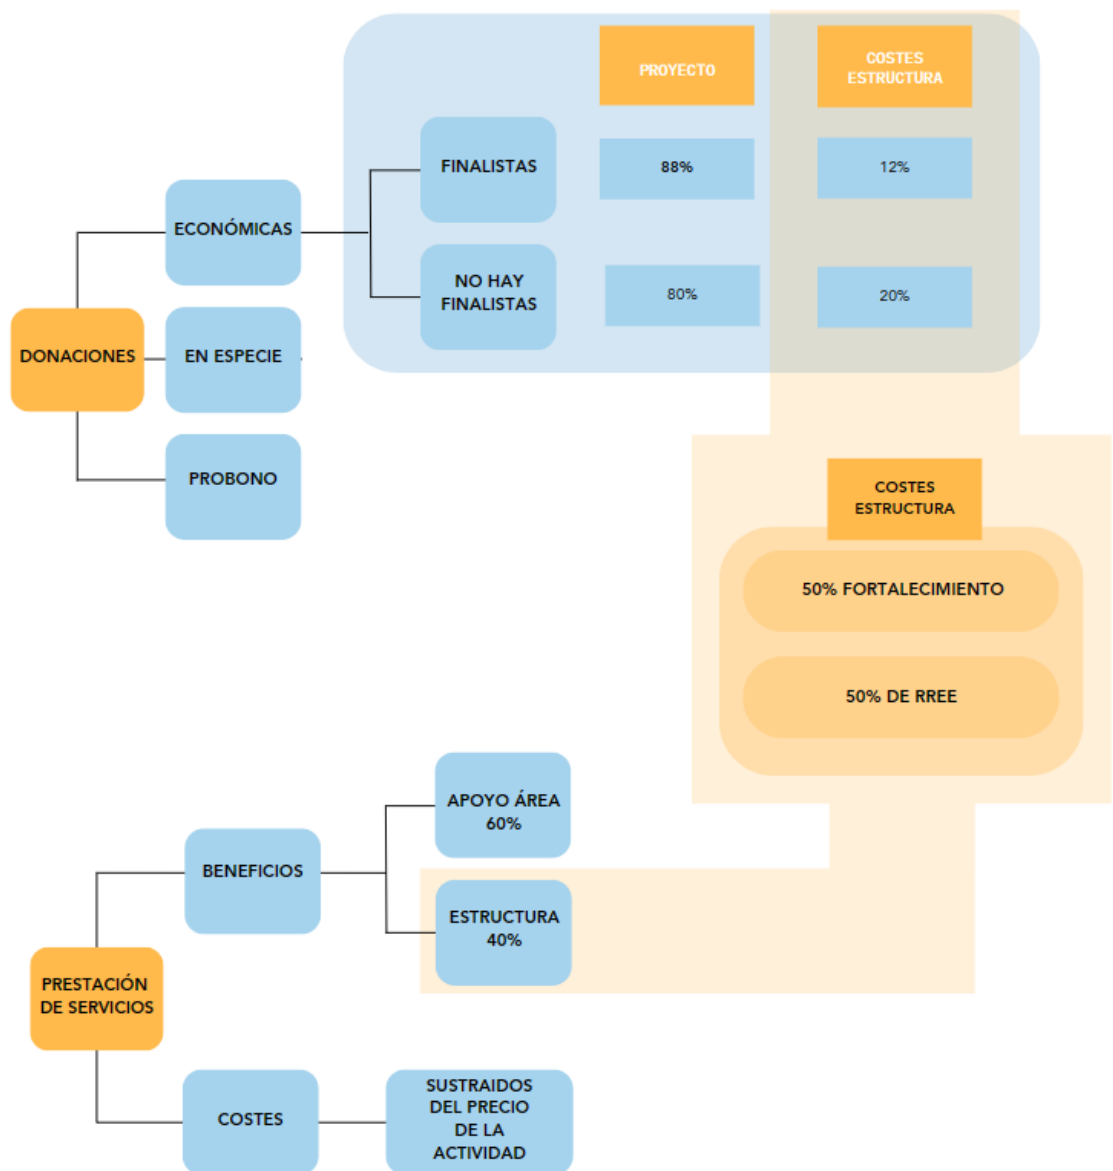 PROYECTO
COSTES
ESTRUCTURA
FINALISTAS
88%
12%
ECONÓMICAS
NO HAY
FINALISTAS
80%
20%
DONACIONES
EN ESPECIE
PROBONO
COSTES
ESTRUCTURA
50% FORTALECIMIENTO
50% DE RREE
APOYO ÁREA
60%
BENEFICIOS
ESTRUCTURA
40%
PRESTACIÓN
DE SERVICIOS
COSTES
SUSTRAIDOS
DEL PRECIO
DE LA
ACTIVIDAD